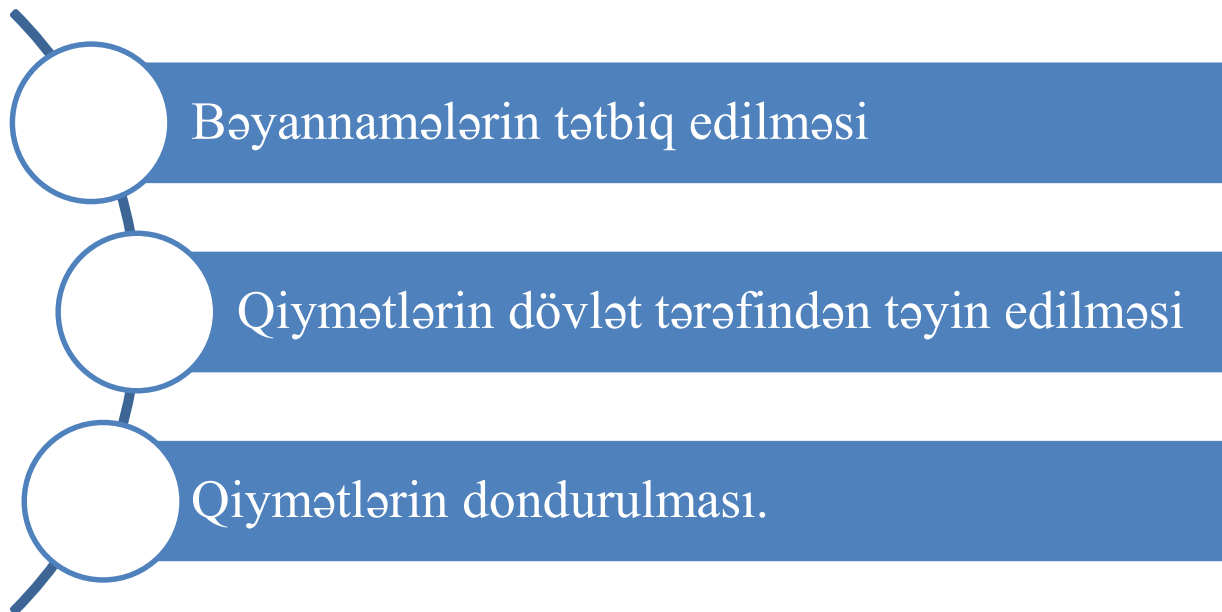 Bəyannamələrin tətbiq edilməsi
Qiymətlərin dövlət tərəfindən təyin edilməsi
Qiymətlərin dondurulması.